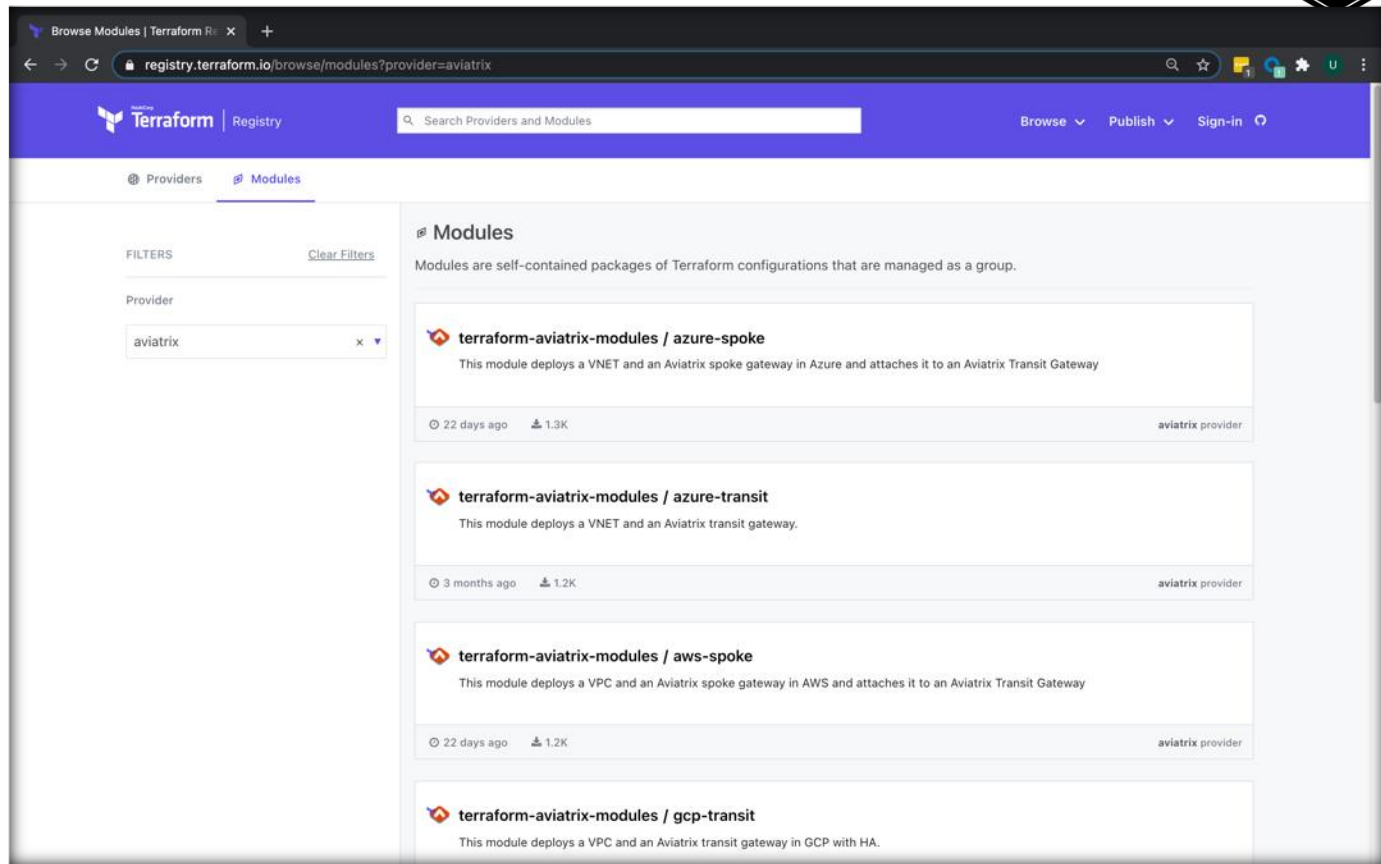 Browse Modules | Terraform Re
registry.terraform.io/browse/modules?provider=aviatrix
1
1
U
HashiCorp
Terraform | Registry
Search Providers and Modules
Browse
Publish
Sign-in
Providers
Modules
FILTERS
Clear Filters
Provider
aviatrix
Modules
Modules are self-contained packages of Terraform configurations that are managed as a group.
terraform-aviatrix-modules / azure-spoke
This module deploys a VNET and an Aviatrix spoke gateway in Azure and attaches it to an Aviatrix Transit Gateway
22 days ago 1.3K aviatrix provider
terraform-aviatrix-modules / azure-transit
This module deploys a VNET and an Aviatrix transit gateway.
3 months ago 1.2K aviatrix provider
terraform-aviatrix-modules / aws-spoke
This module deploys a VPC and an Aviatrix spoke gateway in AWS and attaches it to an Aviatrix Transit Gateway
22 days ago 1.2K aviatrix provider
terraform-aviatrix-modules / gcp-transit
This module deploys a VPC and an Aviatrix transit gateway in GCP with HA.